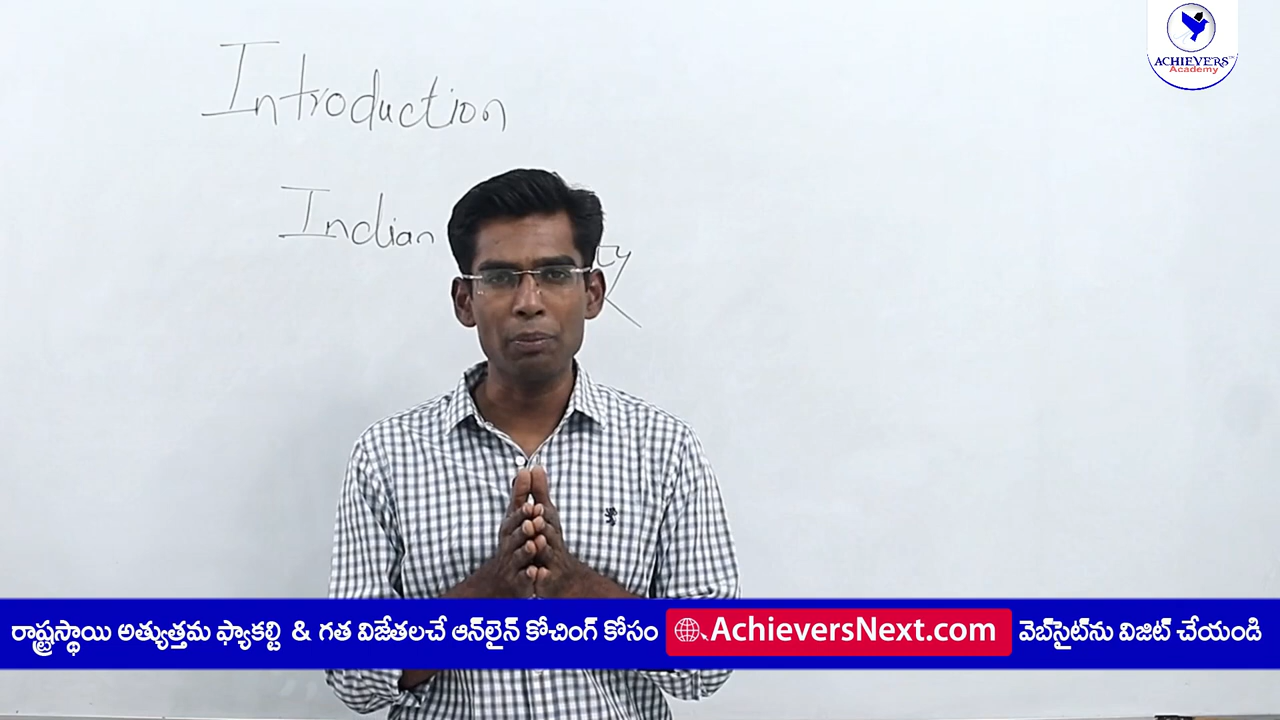 Introduction
Indian
ACHIEVERS
Academy
రాష్ట్రస్థాయి అత్యుత్తమ ఫ్యాకల్టి & గత విజేతలచే ఆన్‌లైన్ కోచింగ్ కోసం AchieversNext.com వెబ్‌సైట్‌ను విజిట్ చేయండి